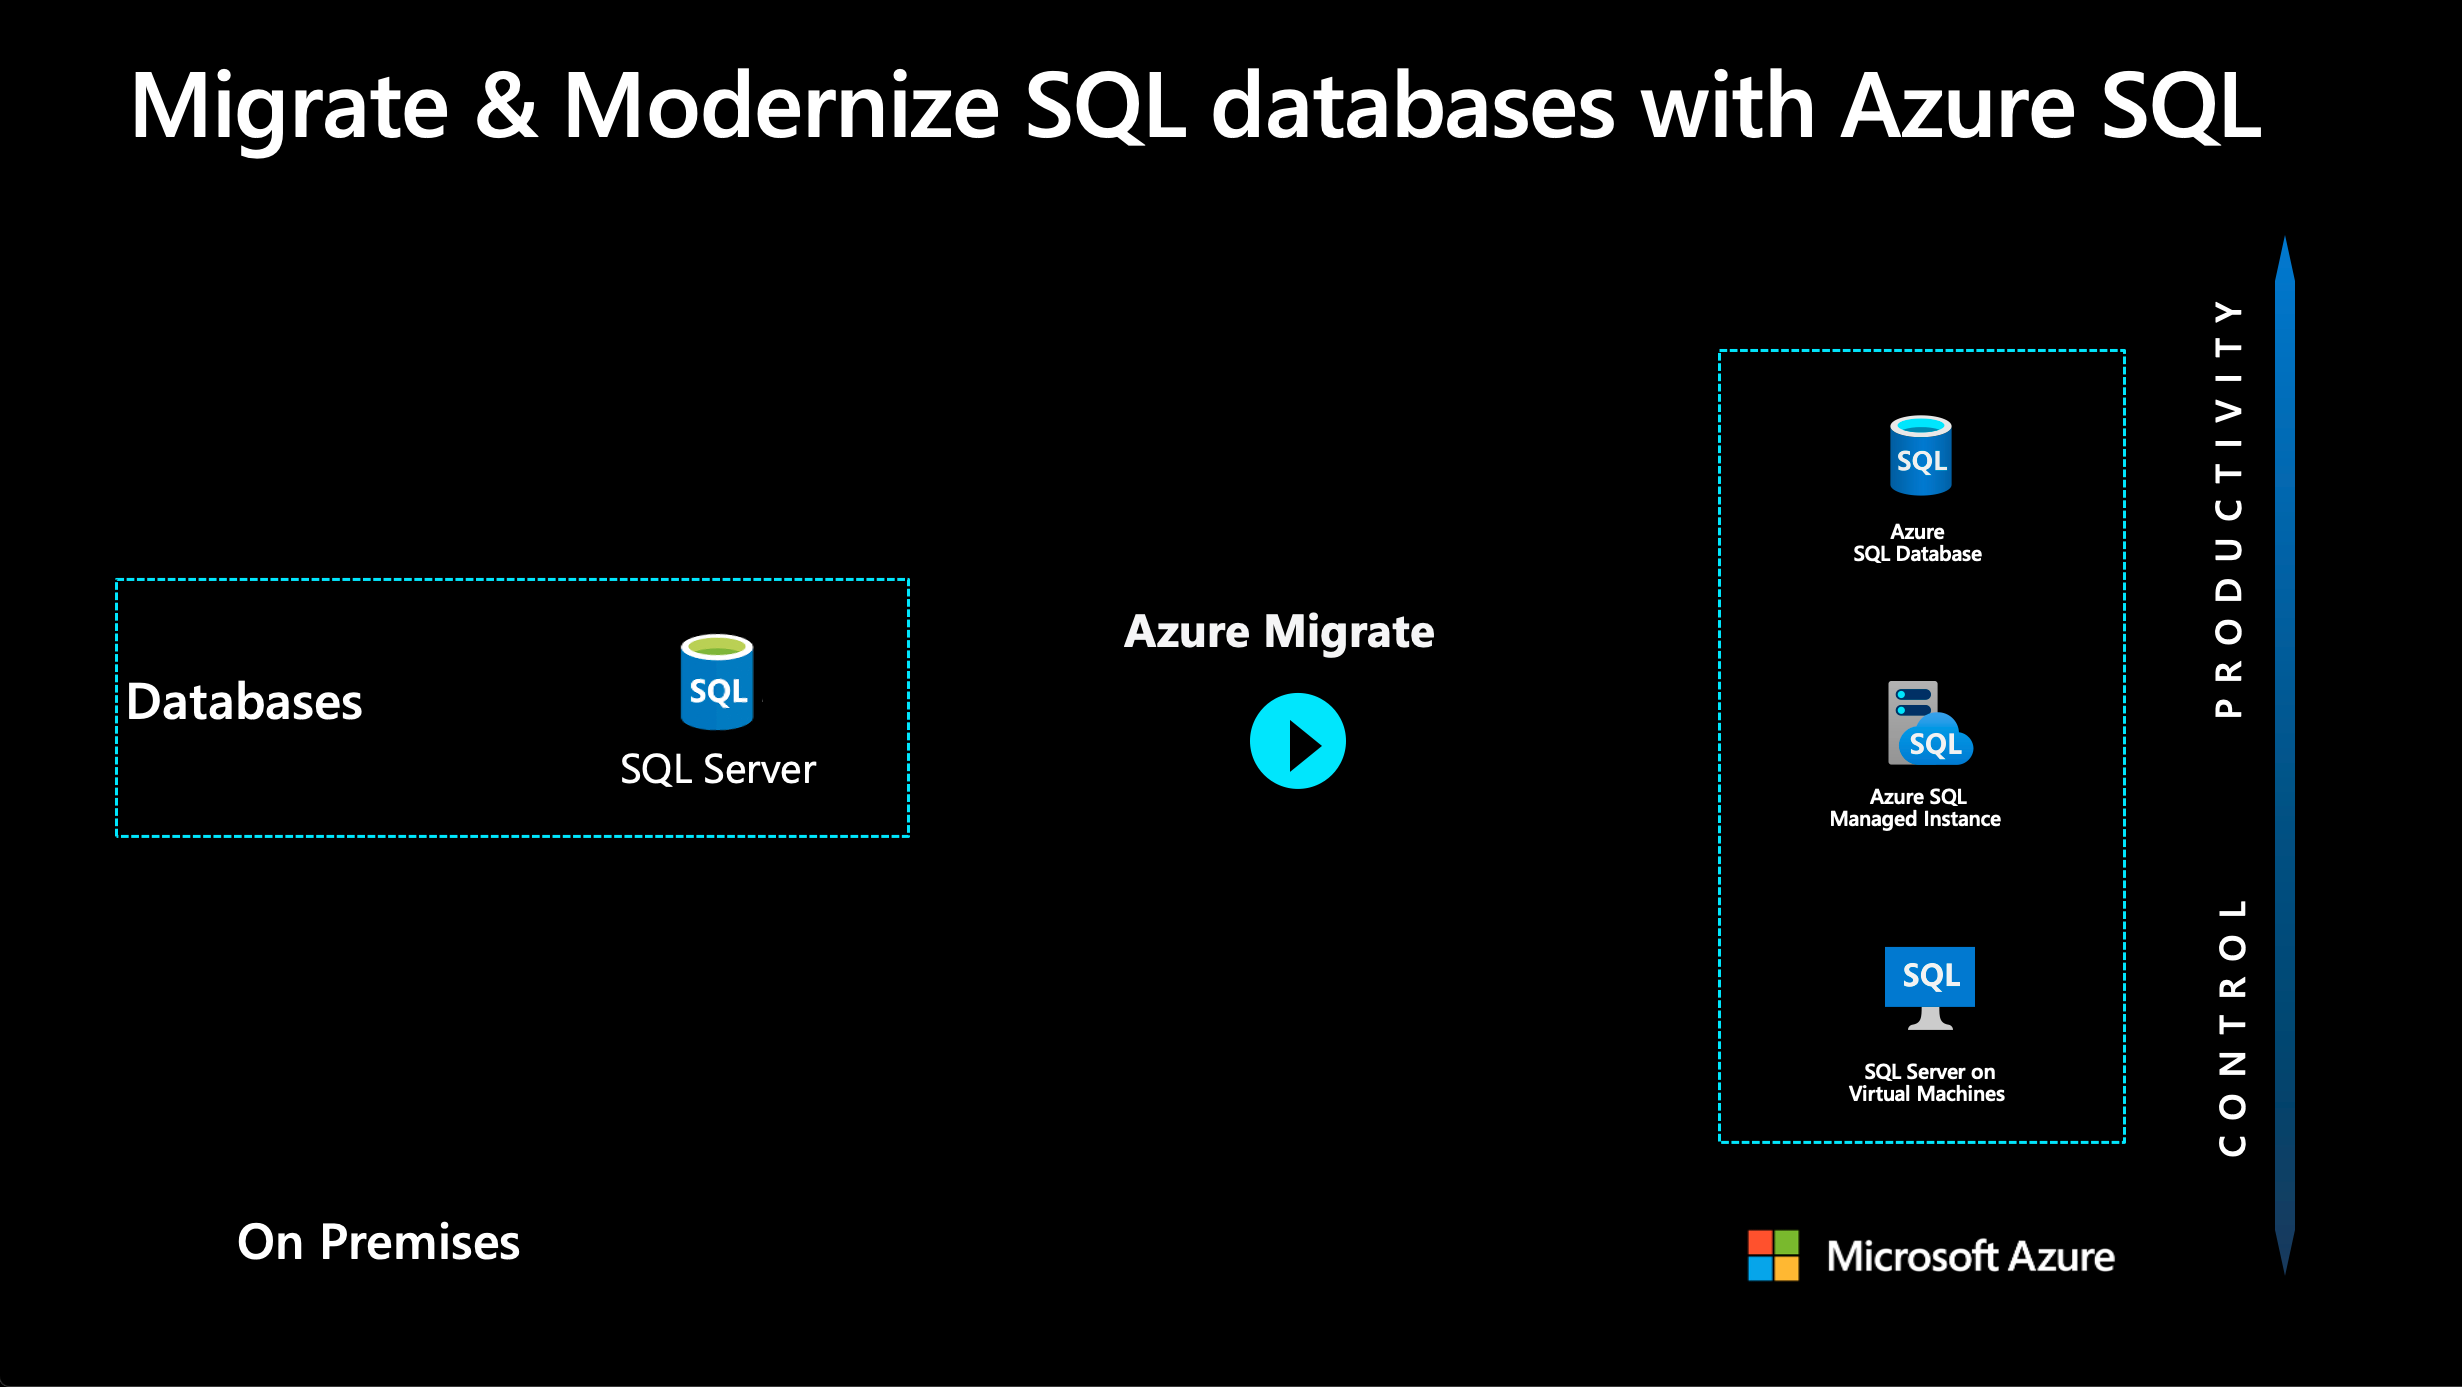 Migrate & Modernize SQL databases with Azure SQL
Databases
SQL
SQL Server
On Premises
Azure Migrate
SQL
Azure
SQL Database
SQL
Azure SQL
Managed Instance
SQL
SQL Server on
Virtual Machines
Microsoft Azure
PRODUCTIVITY
CONTROL